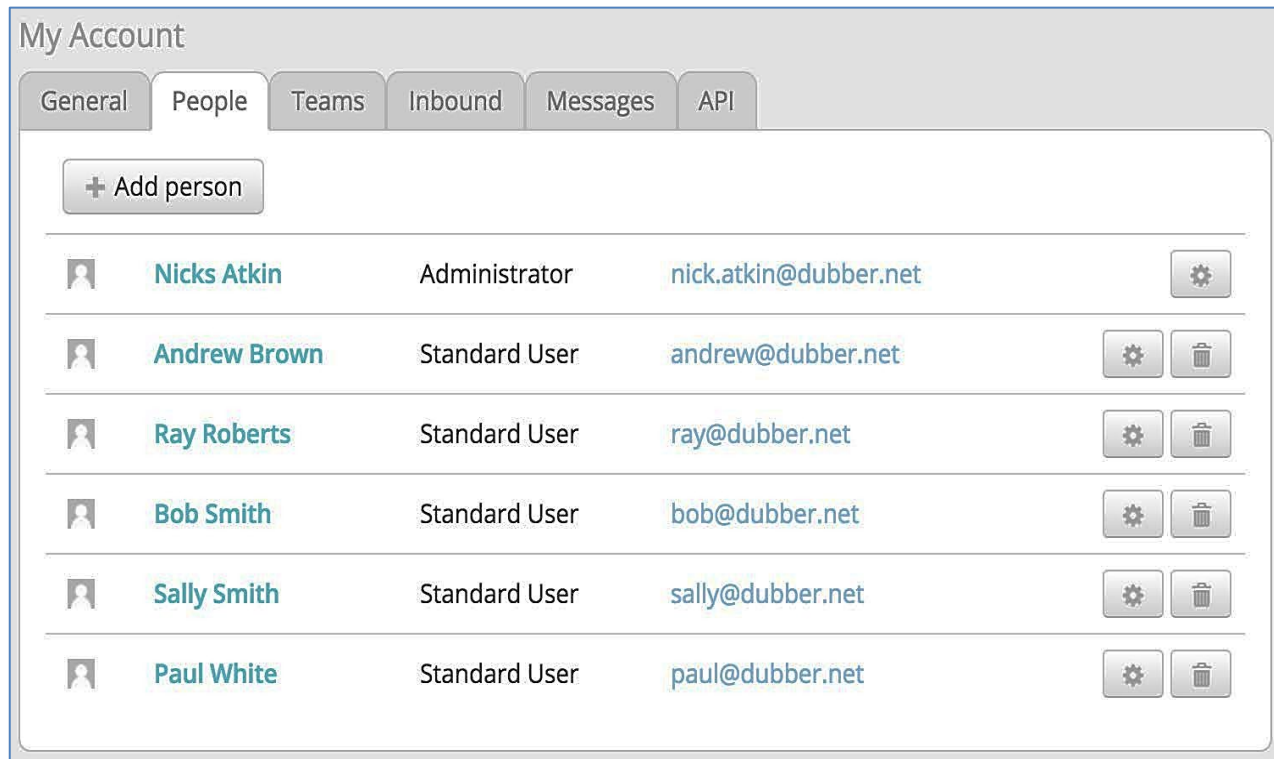 My Account
General People Teams Inbound Messages API
+ Add person
Nicks Atkin Administrator nick.atkin@dubber.net
Andrew Brown Standard User andrew@dubber.net
Ray Roberts Standard User ray@dubber.net
Bob Smith Standard User bob@dubber.net
Sally Smith Standard User sally@dubber.net
Paul White Standard User paul@dubber.net